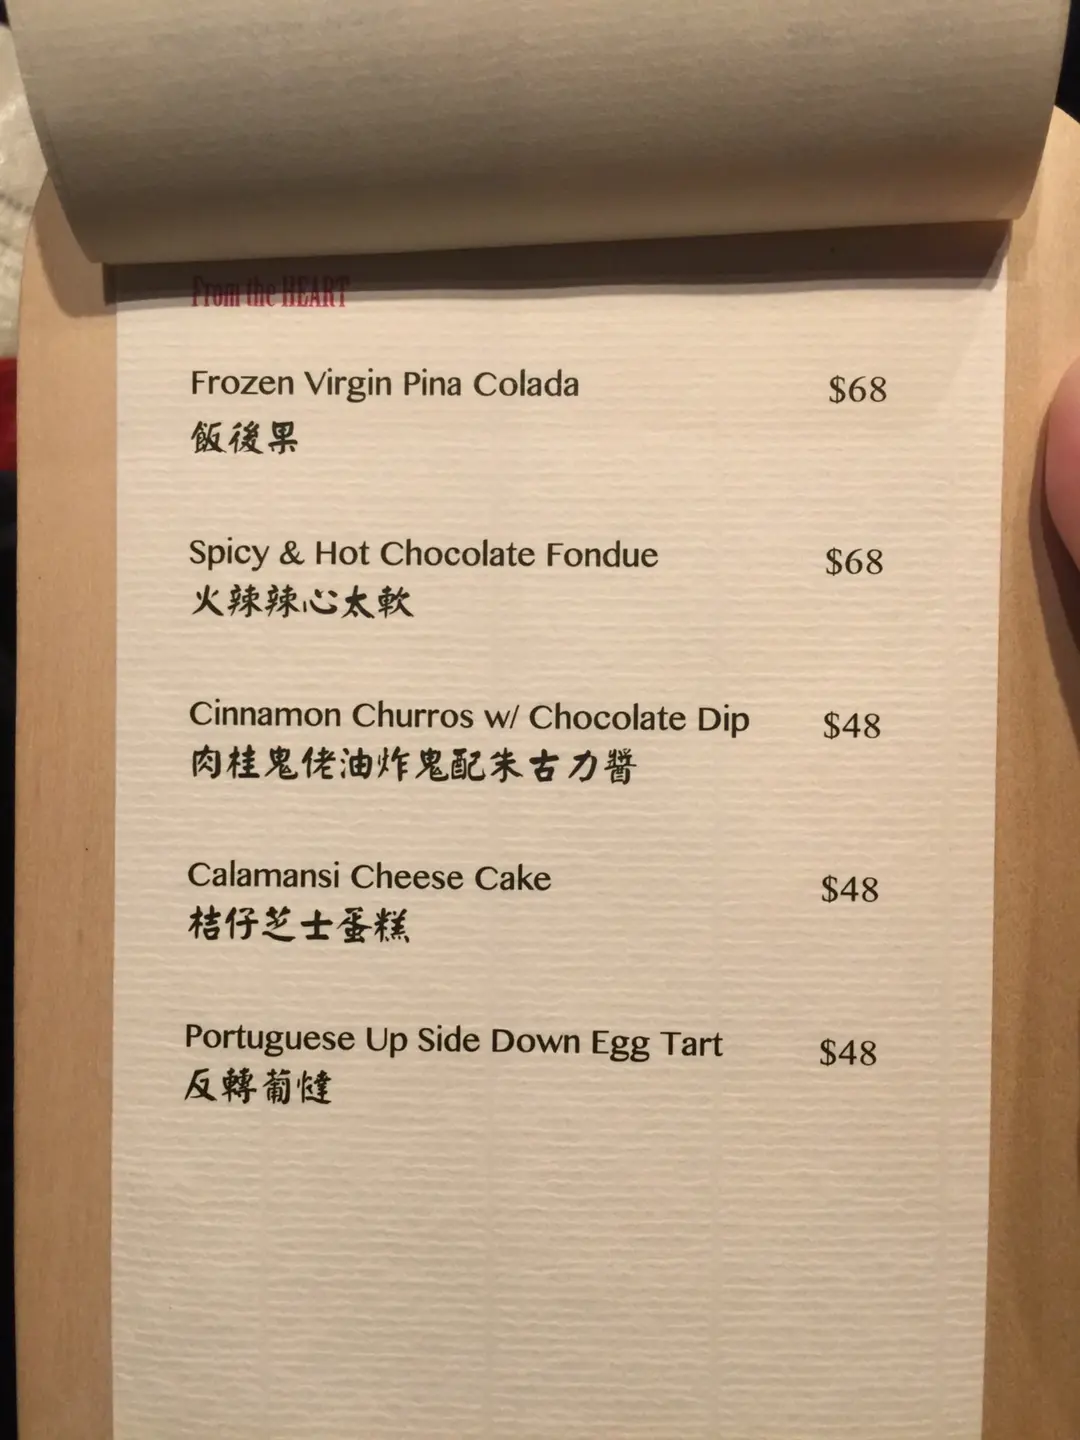 From the HEART
Frozen Virgin Pina Colada $68
飯後果
Spicy & Hot Chocolate Fondue $68
火辣辣心太軟
Cinnamon Churros w/ Chocolate Dip $48
肉桂鬼佬油炸鬼配朱古力醬
Calamansi Cheese Cake $48
桔仔芝士蛋糕
Portuguese Up Side Down Egg Tart $48
反轉葡撻